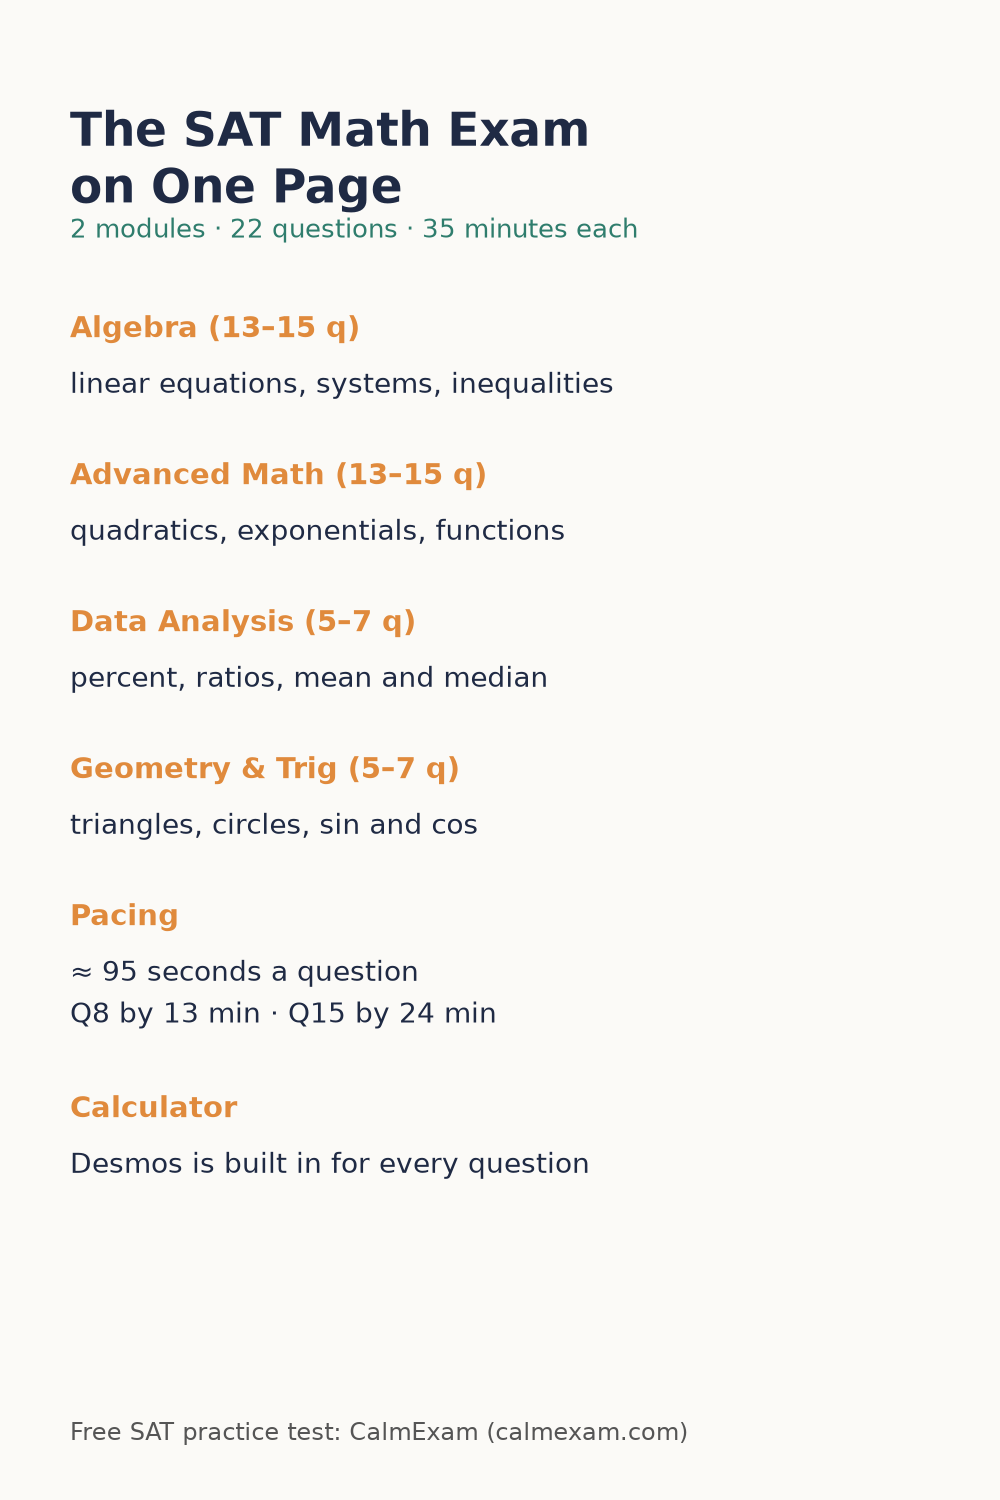 The SAT Math Exam
on One Page
2 modules · 22 questions · 35 minutes each
Algebra (13–15 q)
linear equations, systems, inequalities
Advanced Math (13–15 q)
quadratics, exponentials, functions
Data Analysis (5–7 q)
percent, ratios, mean and median
Geometry & Trig (5–7 q)
triangles, circles, sin and cos
Pacing
≈ 95 seconds a question
Q8 by 13 min · Q15 by 24 min
Calculator
Desmos is built in for every question
Free SAT practice test: CalmExam (calmexam.com)